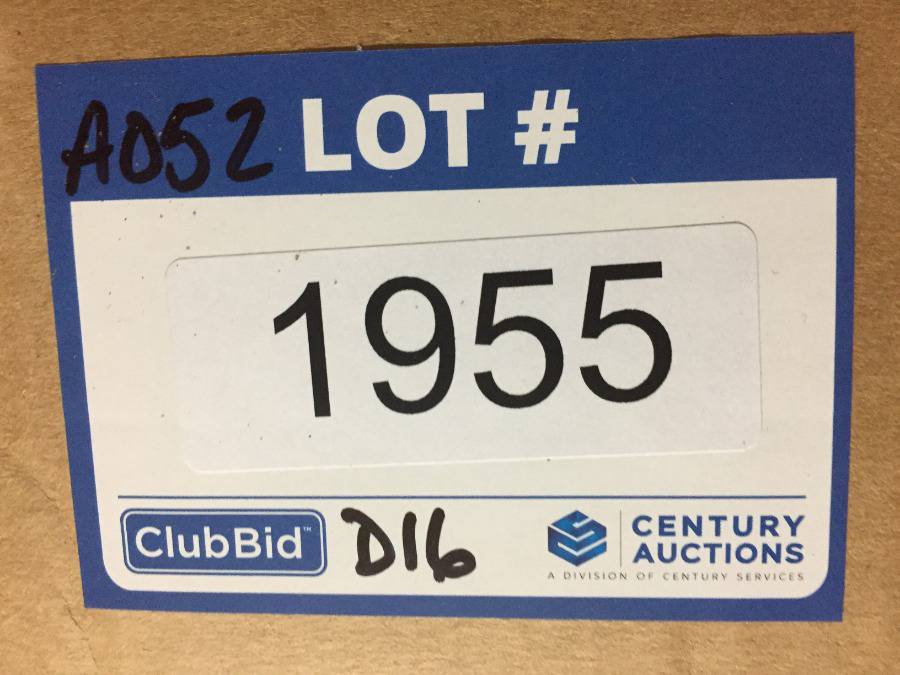 A052 LOT #
1955
ClubBid™ D16 CENTURY
AUCTIONS
A DIVISION OF CENTURY SERVICES